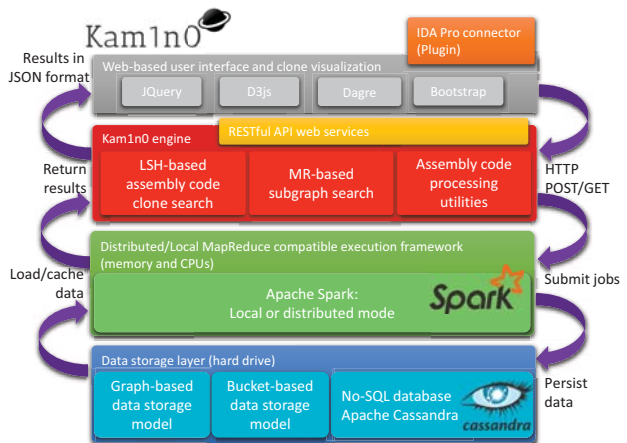 Kam1n0
IDA Pro connector
(Plugin)
Results in
JSON format
Web-based user interface and clone visualization
JQuery
D3js
Dagre
Bootstrap
Kam1n0 engine
RESTful API web services
LSH-based
assembly code
clone search
MR-based
subgraph search
Assembly code
processing
utilities
Return
results
HTTP
POST/GET
Distributed/Local MapReduce compatible execution framework
(memory and CPUs)
Apache Spark:
Local or distributed mode
Spark
Load/cache
data
Submit jobs
Data storage layer (hard drive)
Graph-based
data storage
model
Bucket-based
data storage
model
No-SQL database
Apache Cassandra
cassandra
Persist
data